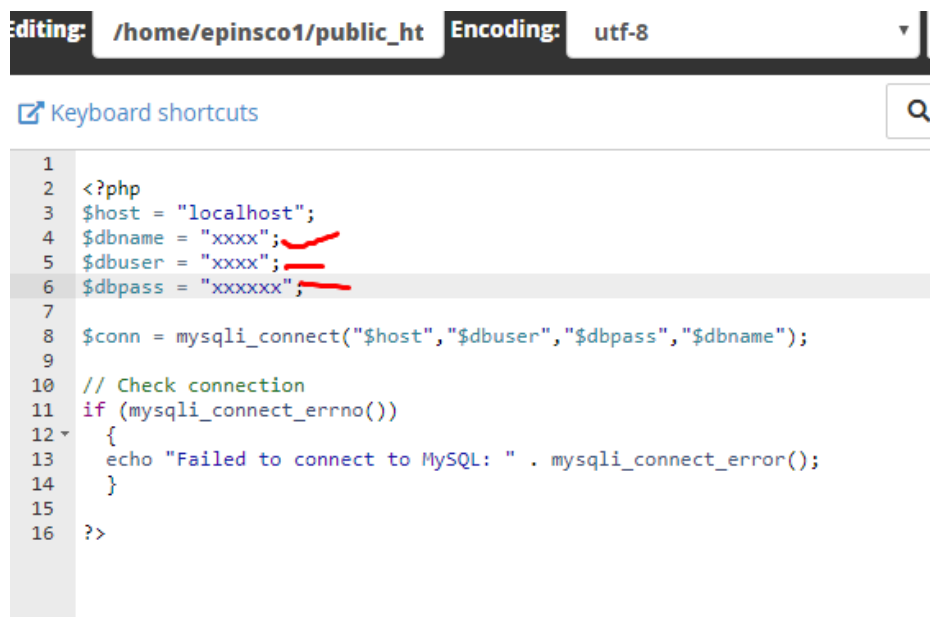 Editing: /home/epinsco1/public_ht Encoding: utf-8
Keyboard shortcuts
1
2 <?php
3 $host = "localhost";
4 $dbname = "xxxx";
5 $dbuser = "xxxx";
6 $dbpass = "xxxxxx";
7
8 $conn = mysqli_connect("$host","$dbuser","$dbpass","$dbname");
9
10 // Check connection
11 if (mysqli_connect_errno())
12 {
13 echo "Failed to connect to MySQL: " . mysqli_connect_error();
14 }
15
16 ?>